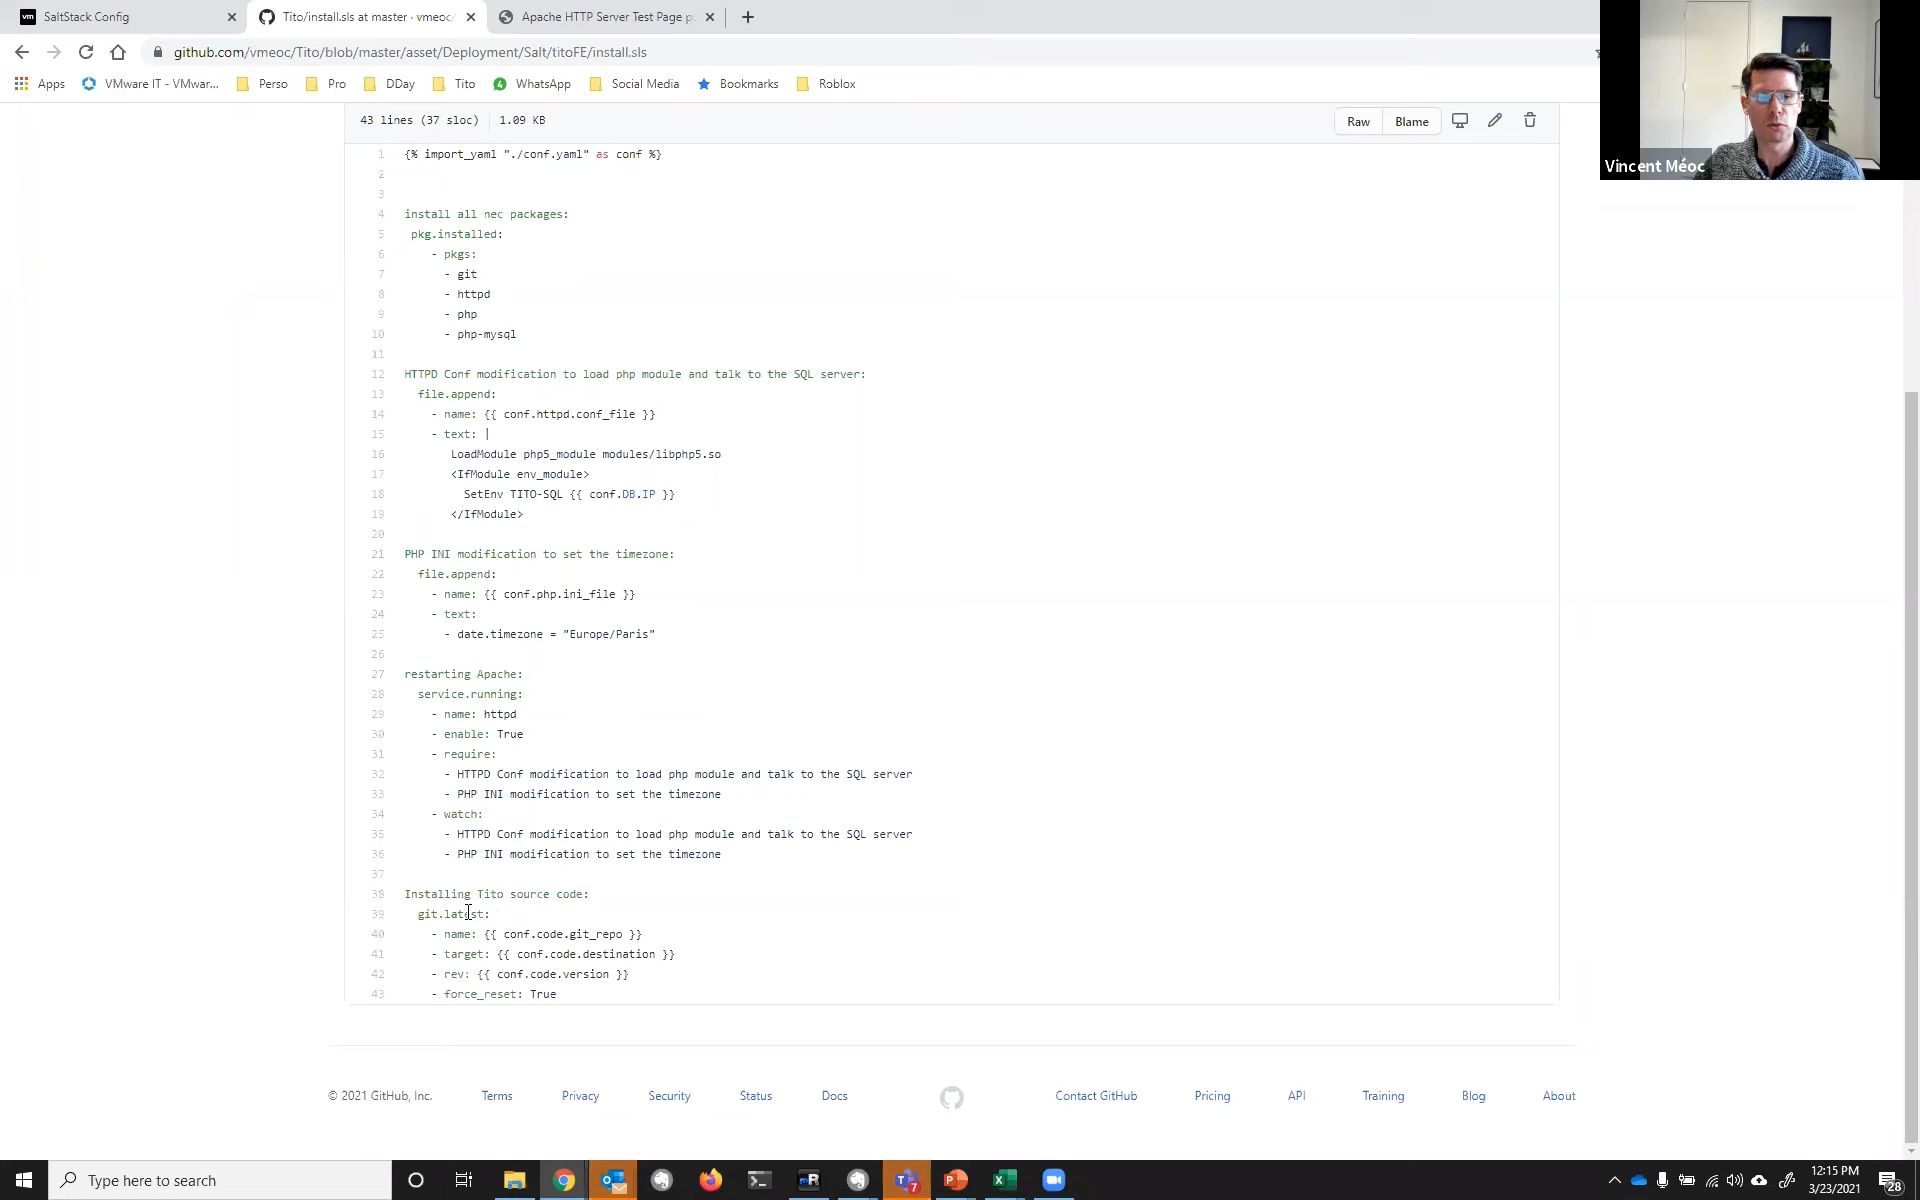 SaltStack Config
Tito/install.sls at master · vmeoc/
Apache HTTP Server Test Page p
github.com/vmeoc/Tito/blob/master/asset/Deployment/Salt/titoFE/install.sls
Apps
VMware IT - VMwar...
Perso
Pro
DDay
Tito
WhatsApp
Social Media
Bookmarks
Roblox
Vincent Méoc
43 lines (37 sloc)
1.09 KB
Raw
Blame
1 {% import_yaml "./conf.yaml" as conf %}
2
3
4 install all nec packages:
5 pkg.installed:
6 - pkgs:
7 - git
8 - httpd
9 - php
10 - php-mysql
11
12 HTTPD Conf modification to load php module and talk to the SQL server:
13 file.append:
14 - name: {{ conf.httpd.conf_file }}
15 - text: |
16 LoadModule php5_module modules/libphp5.so
17 <IfModule env_module>
18 SetEnv TITO-SQL {{ conf.DB.IP }}
19 </IfModule>
20
21 PHP INI modification to set the timezone:
22 file.append:
23 - name: {{ conf.php.ini_file }}
24 - text:
25 - date.timezone = "Europe/Paris"
26
27 restarting Apache:
28 service.running:
29 - name: httpd
30 - enable: True
31 - require:
32 - HTTPD Conf modification to load php module and talk to the SQL server
33 - PHP INI modification to set the timezone
34 - watch:
35 - HTTPD Conf modification to load php module and talk to the SQL server
36 - PHP INI modification to set the timezone
37
38 Installing Tito source code:
39 git.latest:
40 - name: {{ conf.code.git_repo }}
41 - target: {{ conf.code.destination }}
42 - rev: {{ conf.code.version }}
43 - force_reset: True
© 2021 GitHub, Inc.
Terms
Privacy
Security
Status
Docs
Contact GitHub
Pricing
API
Training
Blog
About
Type here to search
12:15 PM
3/23/2021
28